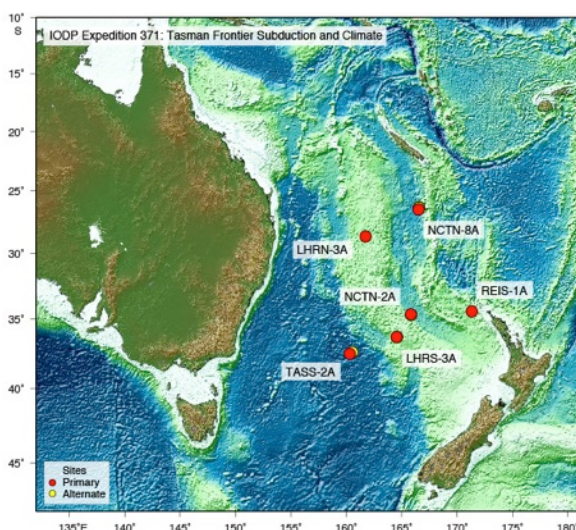 IODP Expedition 371: Tasman Frontier Subduction and Climate
10°
S
15°
20°
25°
30°
35°
40°
45°
NCTN-8A
LHRN-3A
REIS-1A
NCTN-2A
LHRS-3A
TASS-2A
Sites
Primary
Alternate
135°E
140°
145°
150°
155°
160°
165°
170°
175°
180°